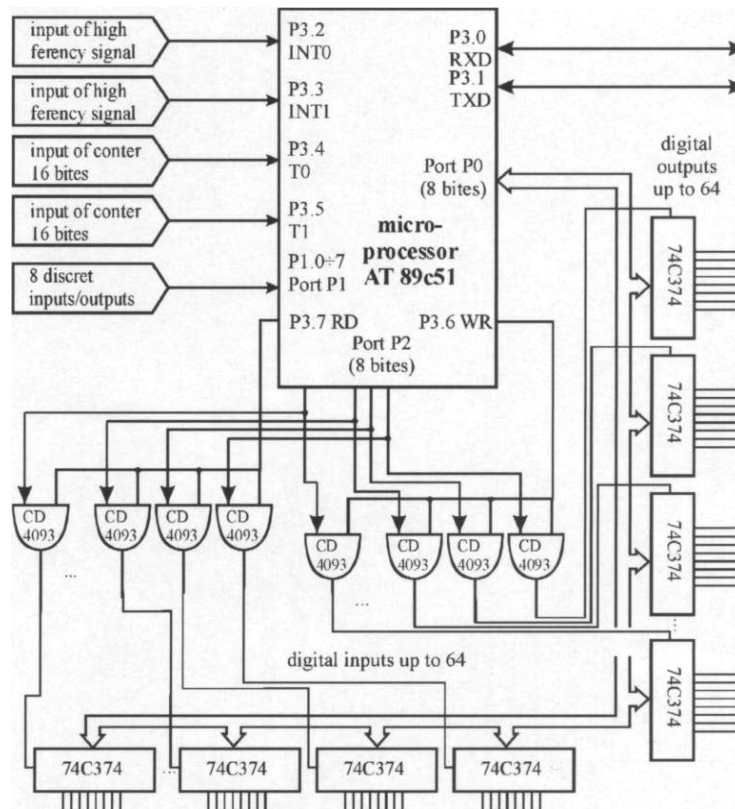 input of high
ferency signal
input of high
ferency signal
input of conter
16 bites
input of conter
16 bites
8 discret
inputs/outputs
P3.2
INT0
P3.3
INT1
P3.4
T0
P3.5
T1
P1.0÷7
Port P1
P3.7 RD
P3.0
RXD
P3.1
TXD
Port P0
(8 bites)
micro-
processor
AT 89c51
P3.6 WR
Port P2
(8 bites)
digital
outputs
up to 64
74C374
74C374
74C374
...
74C374
CD
4093
...
CD
4093
CD
4093
CD
4093
CD
4093
...
CD
4093
CD
4093
CD
4093
digital inputs up to 64
74C374
...
74C374
74C374
74C374